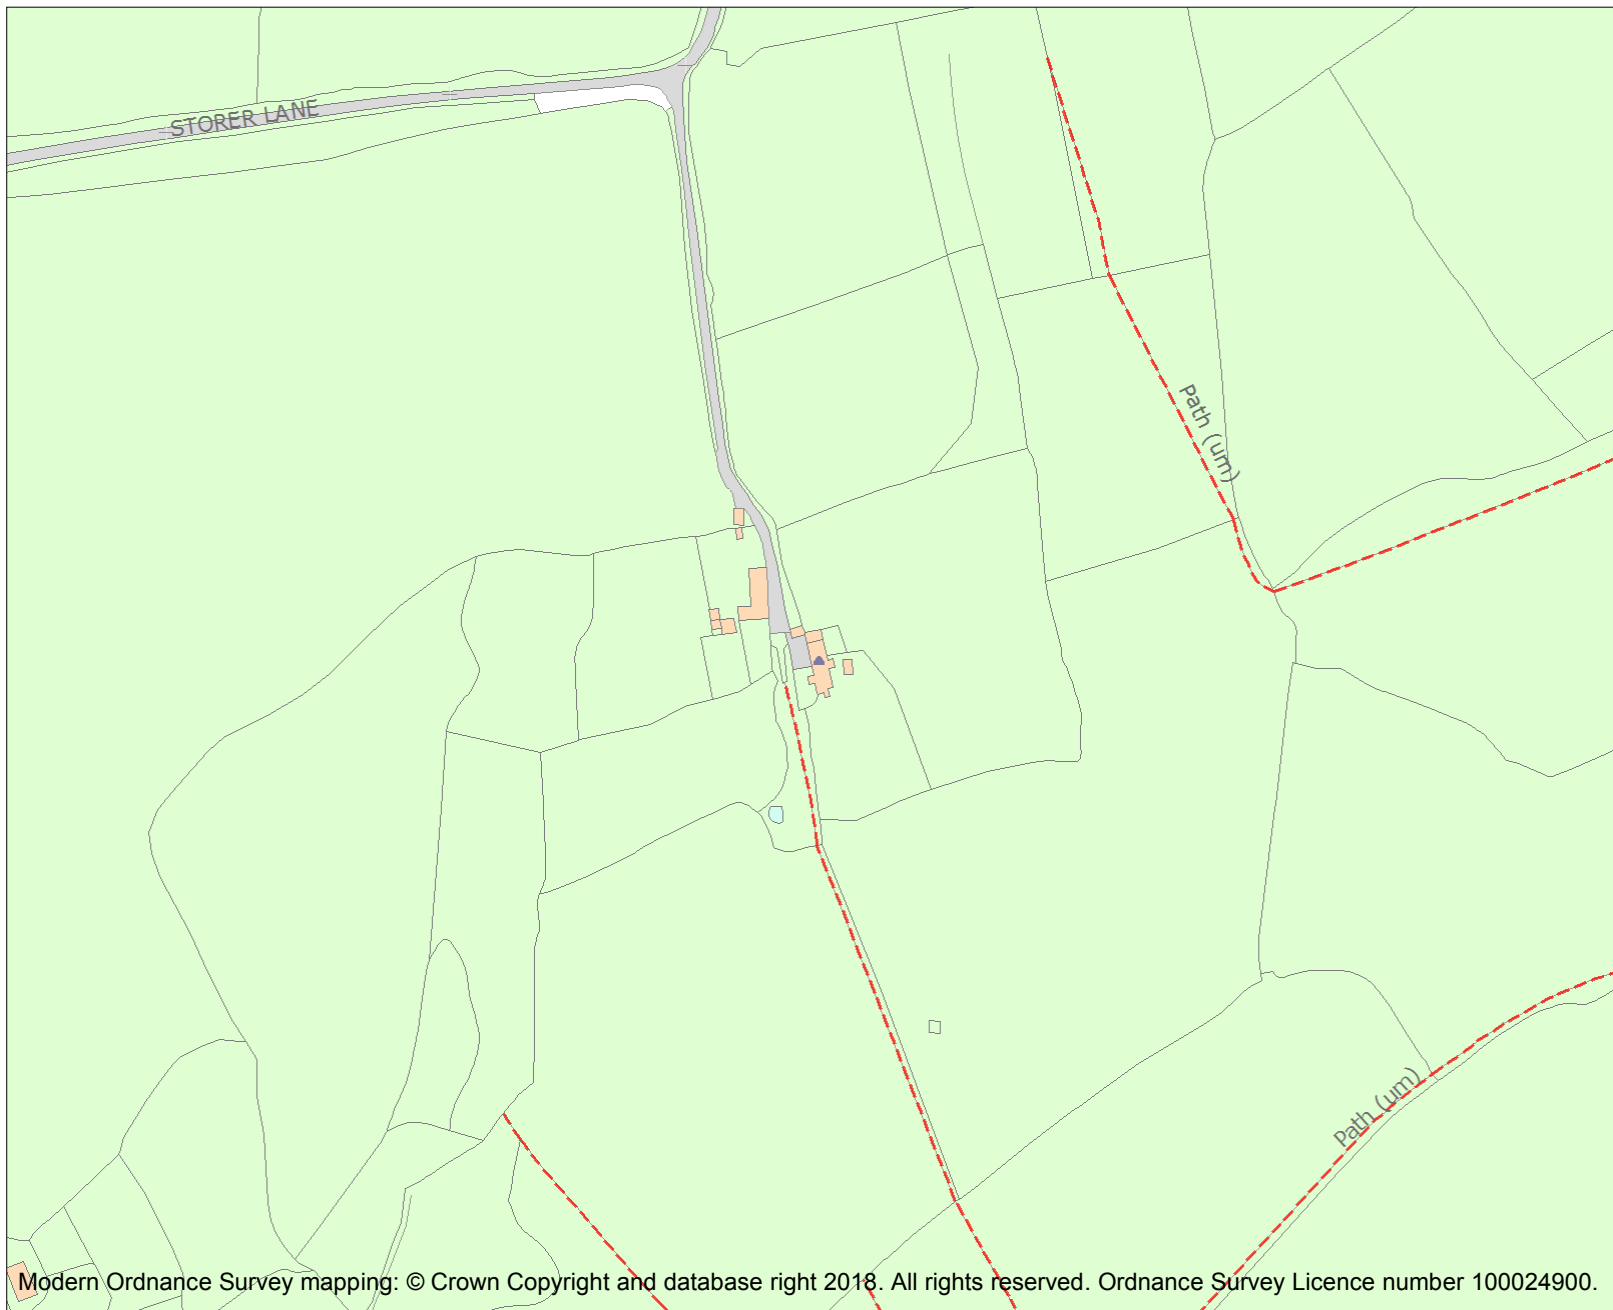 STORER LANE
Path (um)
Path (um)
Modern Ordnance Survey mapping: © Crown Copyright and database right 2018. All rights reserved. Ordnance Survey Licence number 100024900.